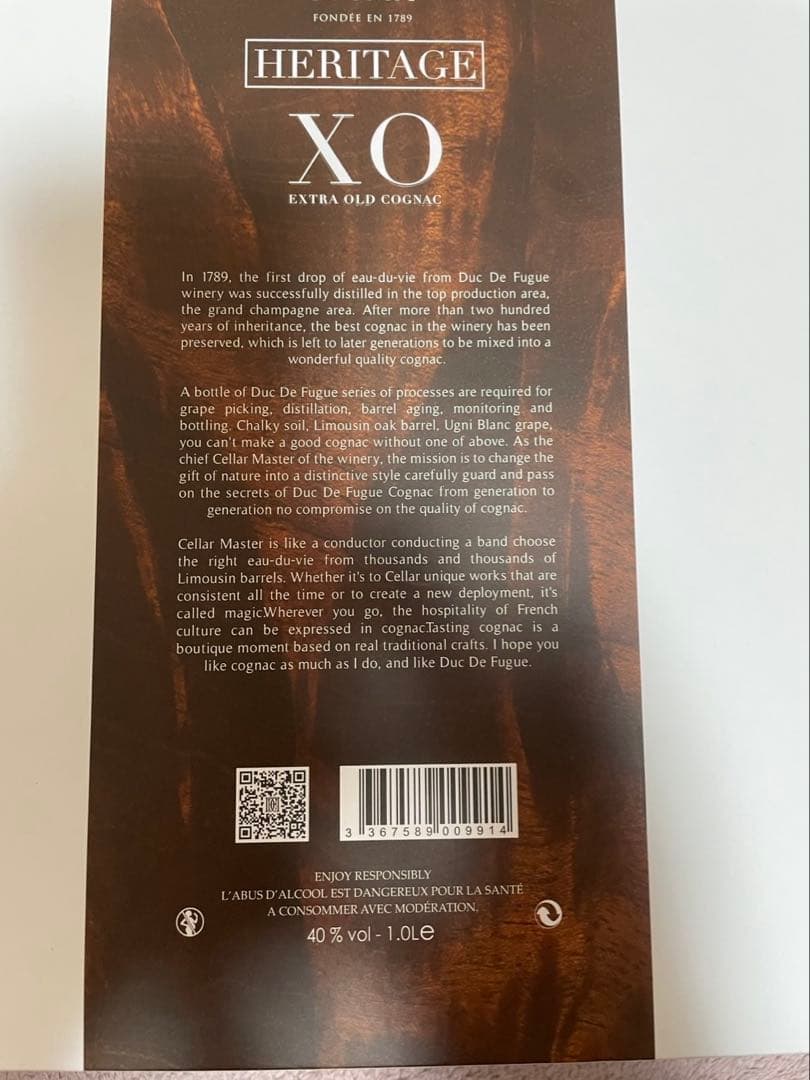 FONDÉE EN 1789
HERITAGE
XO
EXTRA OLD COGNAC
In 1789, the first drop of eau-du-vie from Duc De Fugue
winery was successfully distilled in the top production area,
the grand champagne area. After more than two hundred
years of inheritance, the best cognac in the winery has been
preserved, which is left to later generations to be mixed into a
wonderful quality cognac.
A bottle of Duc De Fugue series of processes are required for
grape picking, distillation, barrel aging, monitoring and
bottling. Chalky soil, Limousin oak barrel, Ugni Blanc grape,
you can't make a good cognac without one of above. As the
chief Cellar Master of the winery, the mission is to change the
gift of nature into a distinctive style carefully guard and pass
on the secrets of Duc De Fugue Cognac from generation to
generation no compromise on the quality of cognac.
Cellar Master is like a conductor conducting a band choose
the right eau-du-vie from thousands and thousands of
Limousin barrels. Whether it's to Cellar unique works that are
consistent all the time or to create a new deployment, it's
called magic.Wherever you go, the hospitality of French
culture can be expressed in cognac.Tasting cognac is a
boutique moment based on real traditional crafts. I hope you
like cognac as much as I do, and like Duc De Fugue.
3 367589 009914
ENJOY RESPONSIBLY
L'ABUS D'ALCOOL EST DANGEREUX POUR LA SANTÉ
A CONSOMMER AVEC MODÉRATION.
40 % vol - 1.0L℮